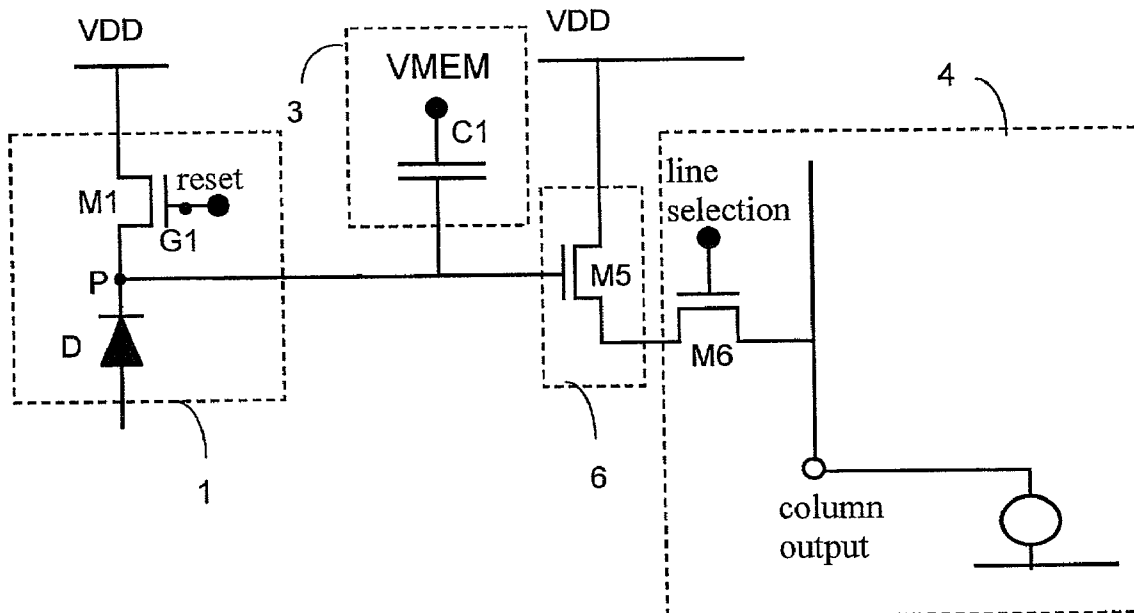 VDD
VDD
3
VMEM
4
C1
line
selection
M1
reset
G1
M5
P
D
M6
1
6
column
output